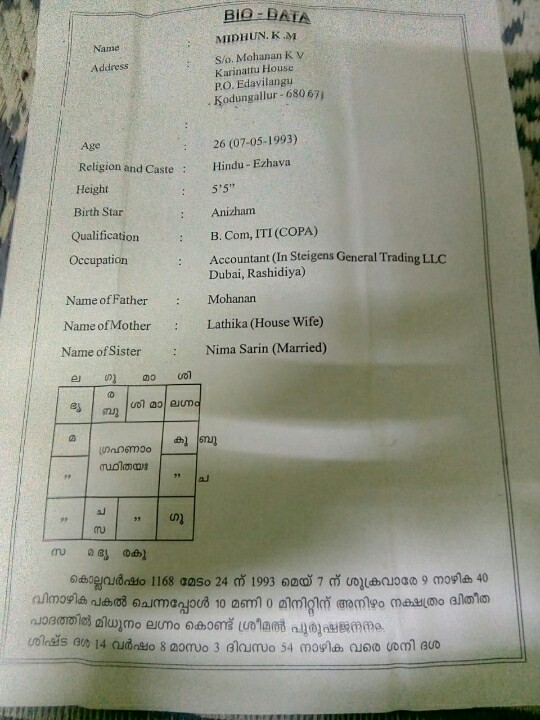 BIO - DATA
Name : MIDHUN. K .M
Address : S/o. Mohanan K V
Karinattu House
P.O. Edavilangu
Kodungallur - 680 671
:
Age : 26 (07-05-1993)
Religion and Caste : Hindu - Ezhava
Height : 5'5"
Birth Star : Anizham
Qualification : B. Com, ITI (COPA)
Occupation : Accountant (In Steigens General Trading LLC
Dubai, Rashidiya)
Name of Father : Mohanan
Name of Mother : Lathika (House Wife)
Name of Sister : Nima Sarin (Married)
ല ഗു മാ ശി
ര
ബു ശി മാ ലഗ്നം
മ ഗ്രഹണാം കു ബു
" സ്ഥിതയഃ " ച
" ച " ഗു
സ
സ രകു
കൊല്ലവർഷം 1168 മേടം 24 ന് 1993 മെയ് 7 ന് ശുക്രവാരേ 9 നാഴിക 40
വിനാഴിക പകൽ ചെന്നപ്പോൾ 10 മണി 0 മിനിറ്റിന് അനിഴം നക്ഷത്രം ദ്വിതീത
പാദത്തിൽ മിഥുനം ലഗ്നം കൊണ്ട് ശ്രീമൽ പുരുഷജനനം.
ശിഷ്ട ദശ 14 വർഷം 8 മാസം 3 ദിവസം 54 നാഴിക വരെ ശനി ദശ